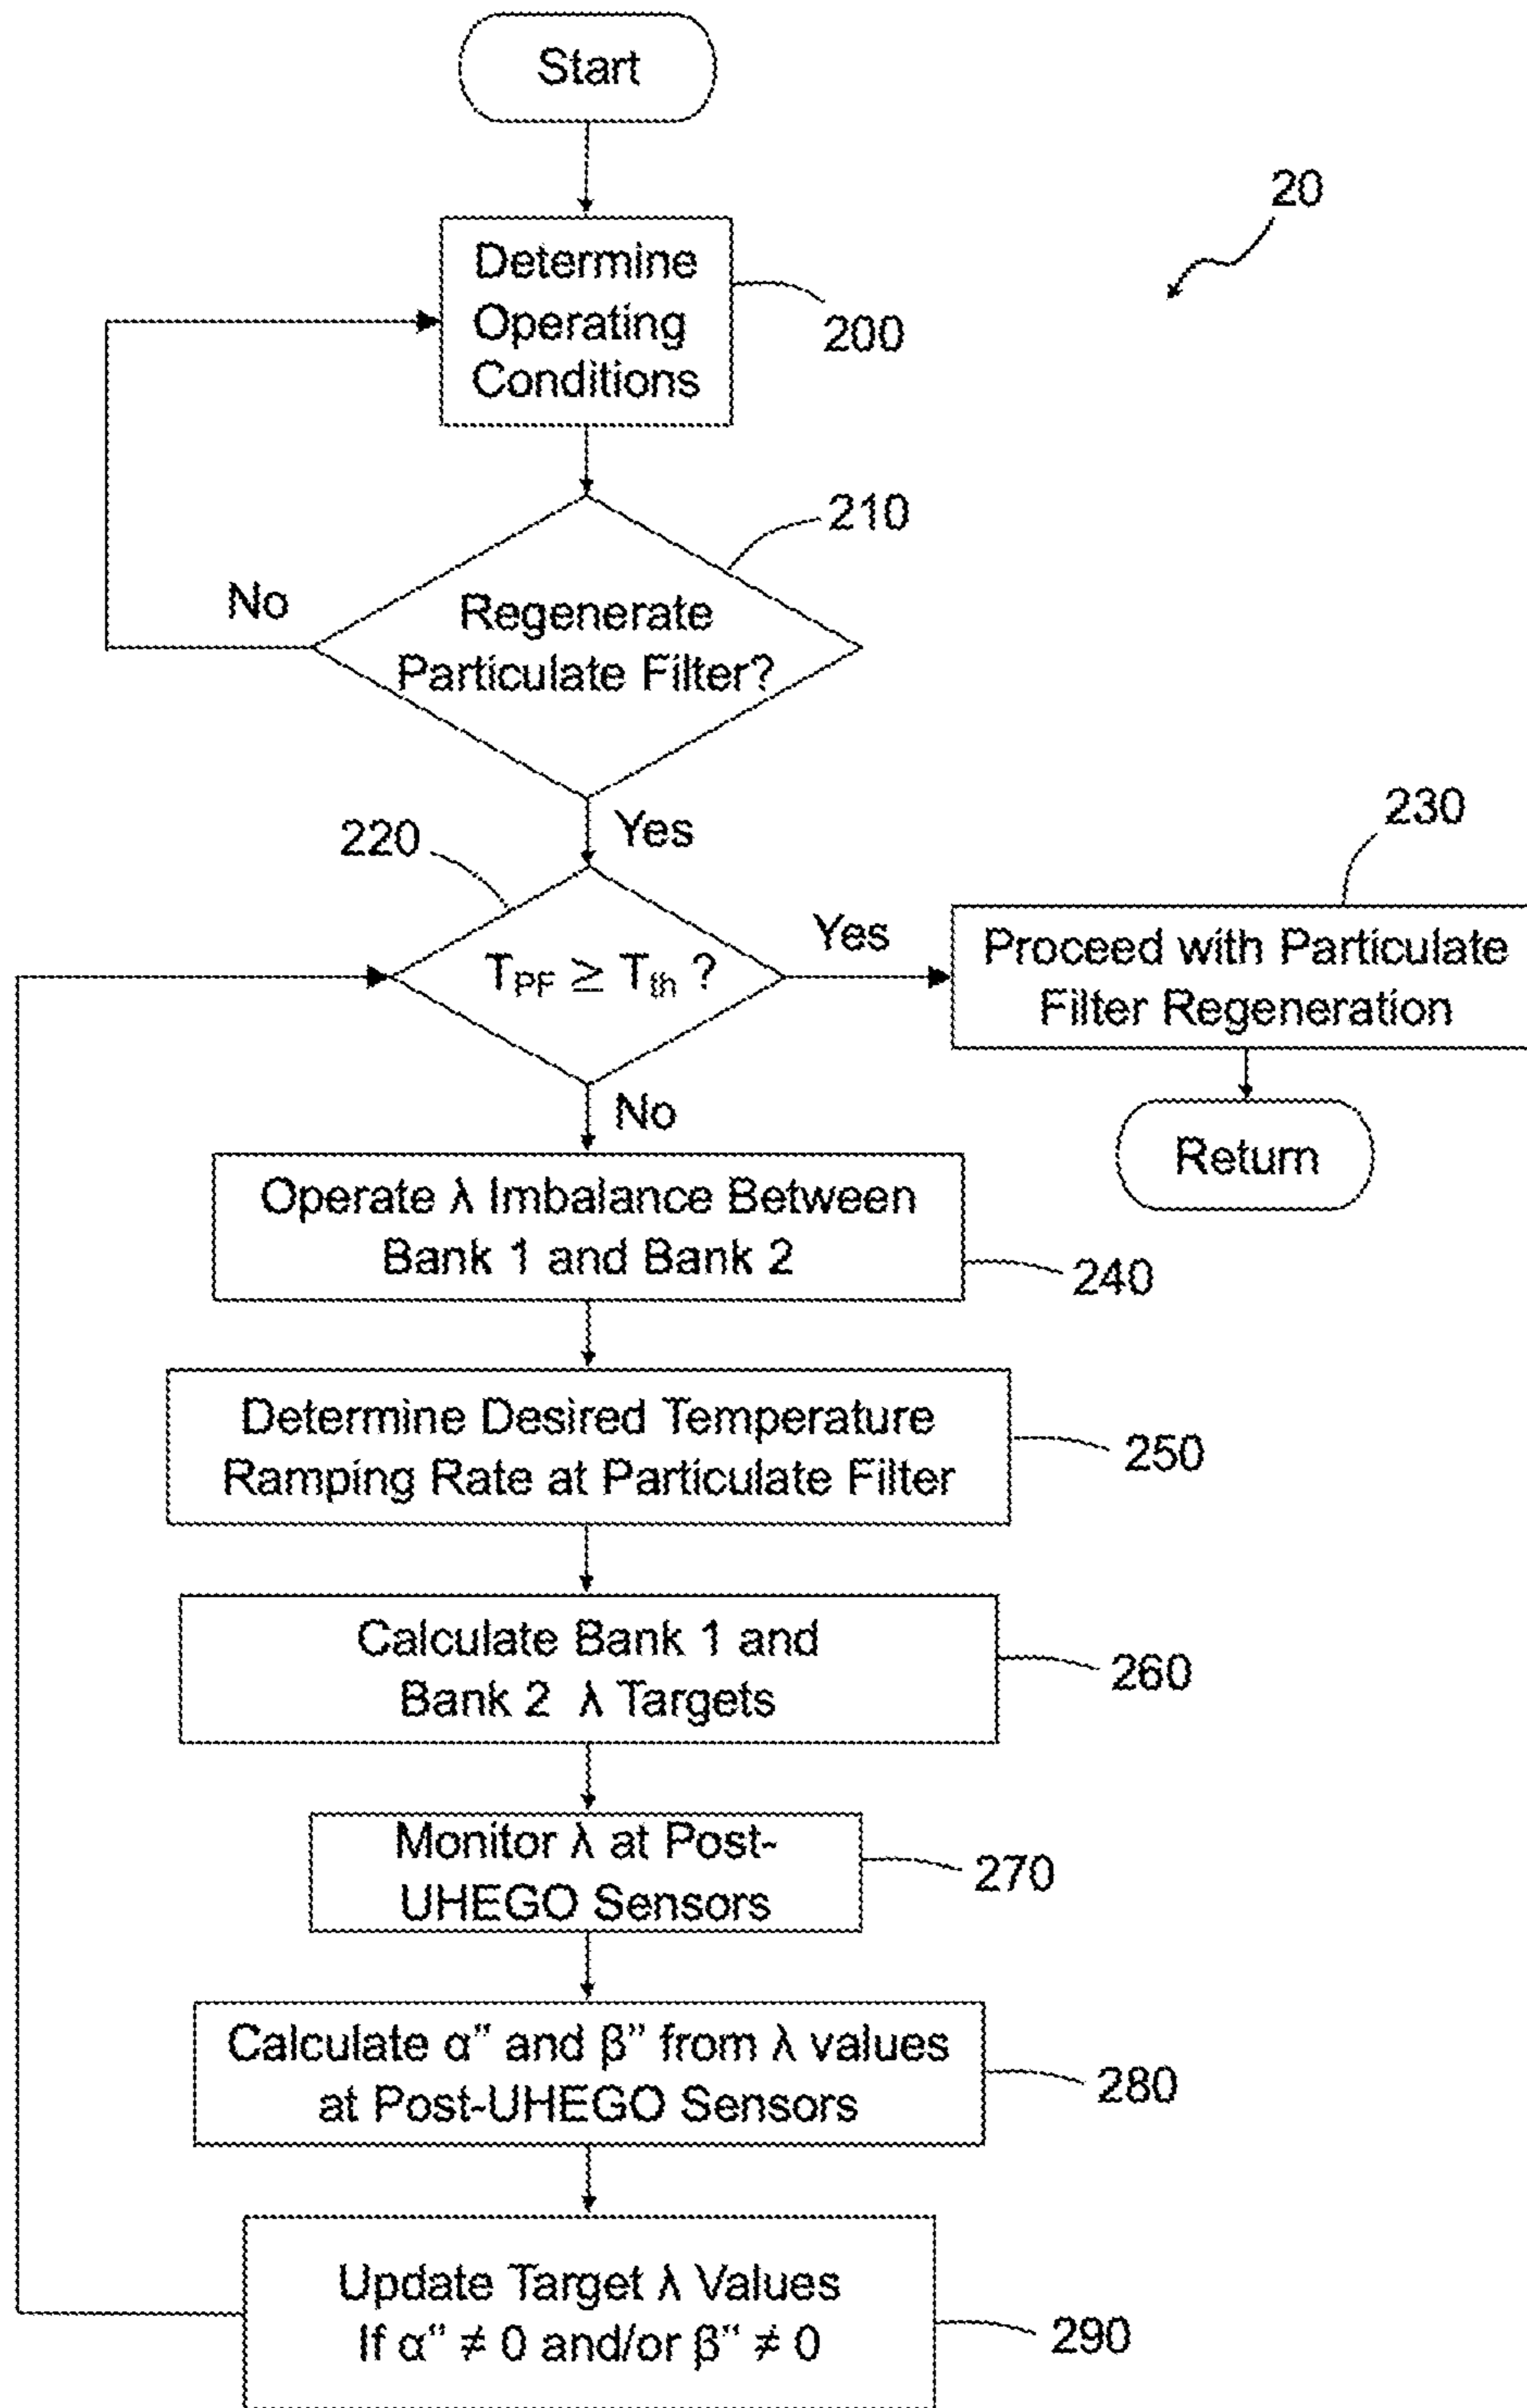 Start
20
Determine
Operating
Conditions
200
210
Regenerate
Particulate Filter?
No
Yes
220
T_PF ≥ T_th ?
Yes
230
Proceed with Particulate
Filter Regeneration
Return
No
Operate λ Imbalance Between
Bank 1 and Bank 2
240
Determine Desired Temperature
Ramping Rate at Particulate Filter
250
Calculate Bank 1 and
Bank 2 λ Targets
260
Monitor λ at Post-
UHEGO Sensors
270
Calculate α" and β" from λ values
at Post-UHEGO Sensors
280
Update Target λ Values
If α" ≠ 0 and/or β" ≠ 0
290